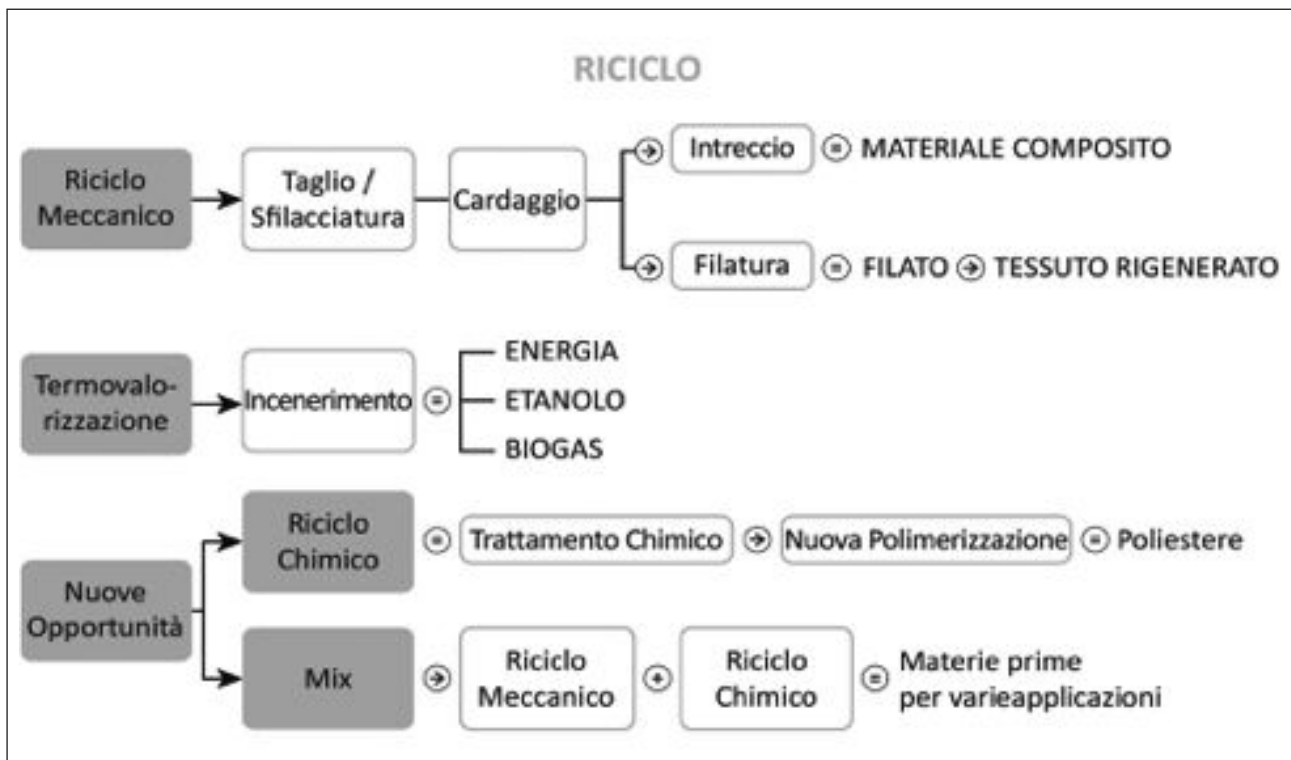 RICICLO
Riciclo
Meccanico
Taglio /
Sfilacciatura
Cardaggio
Intreccio
= MATERIALE COMPOSITO
Filatura
= FILATO → TESSUTO RIGENERATO
Termovalo-
rizzazione
Incenerimento
=
ENERGIA
ETANOLO
BIOGAS
Nuove
Opportunità
Riciclo
Chimico
= Trattamento Chimico → Nuova Polimerizzazione = Poliestere
Mix
Riciclo
Meccanico
+
Riciclo
Chimico
=
Materie prime
per varieapplicazioni